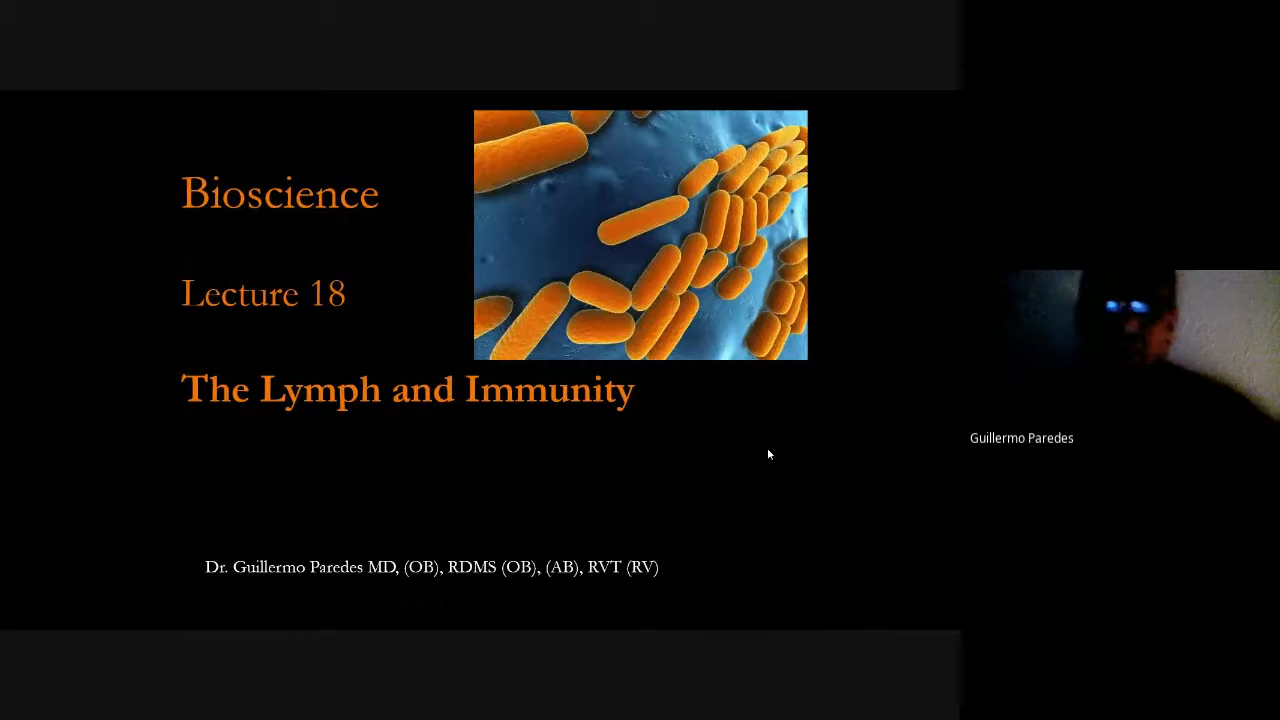 Bioscience
Lecture 18
The Lymph and Immunity
Dr. Guillermo Paredes MD, (OB), RDMS (OB), (AB), RVT (RV)
Guillermo Paredes